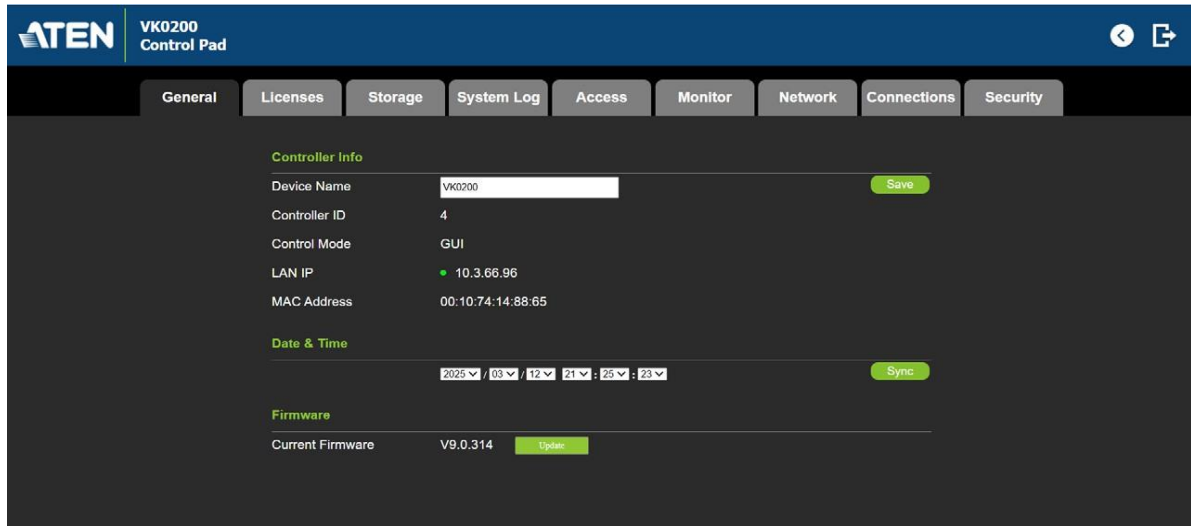 ATEN
VK0200
Control Pad
General Licenses Storage System Log Access Monitor Network Connections Security
Controller Info
Device Name VK0200 Save
Controller ID 4
Control Mode GUI
LAN IP 10.3.66.96
MAC Address 00:10:74:14:88:65
Date & Time
2025 / 03 / 12 21 : 25 : 23 Sync
Firmware
Current Firmware V9.0.314 Update